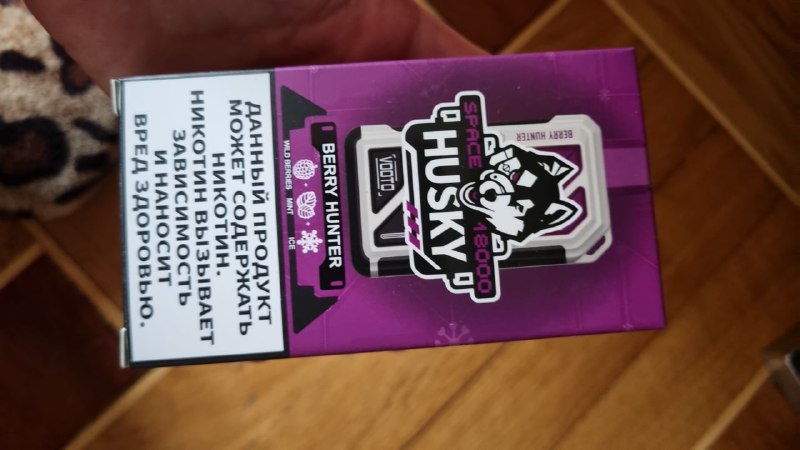 SPACE 18000
HUSKY
BERRY HUNTER
VOOTO
BERRY HUNTER
WILD BERRIES MINT ICE
ДАННЫЙ ПРОДУКТ
МОЖЕТ СОДЕРЖАТЬ
НИКОТИН.
НИКОТИН ВЫЗЫВАЕТ
ЗАВИСИМОСТЬ
И НАНОСИТ
ВРЕД ЗДОРОВЬЮ.